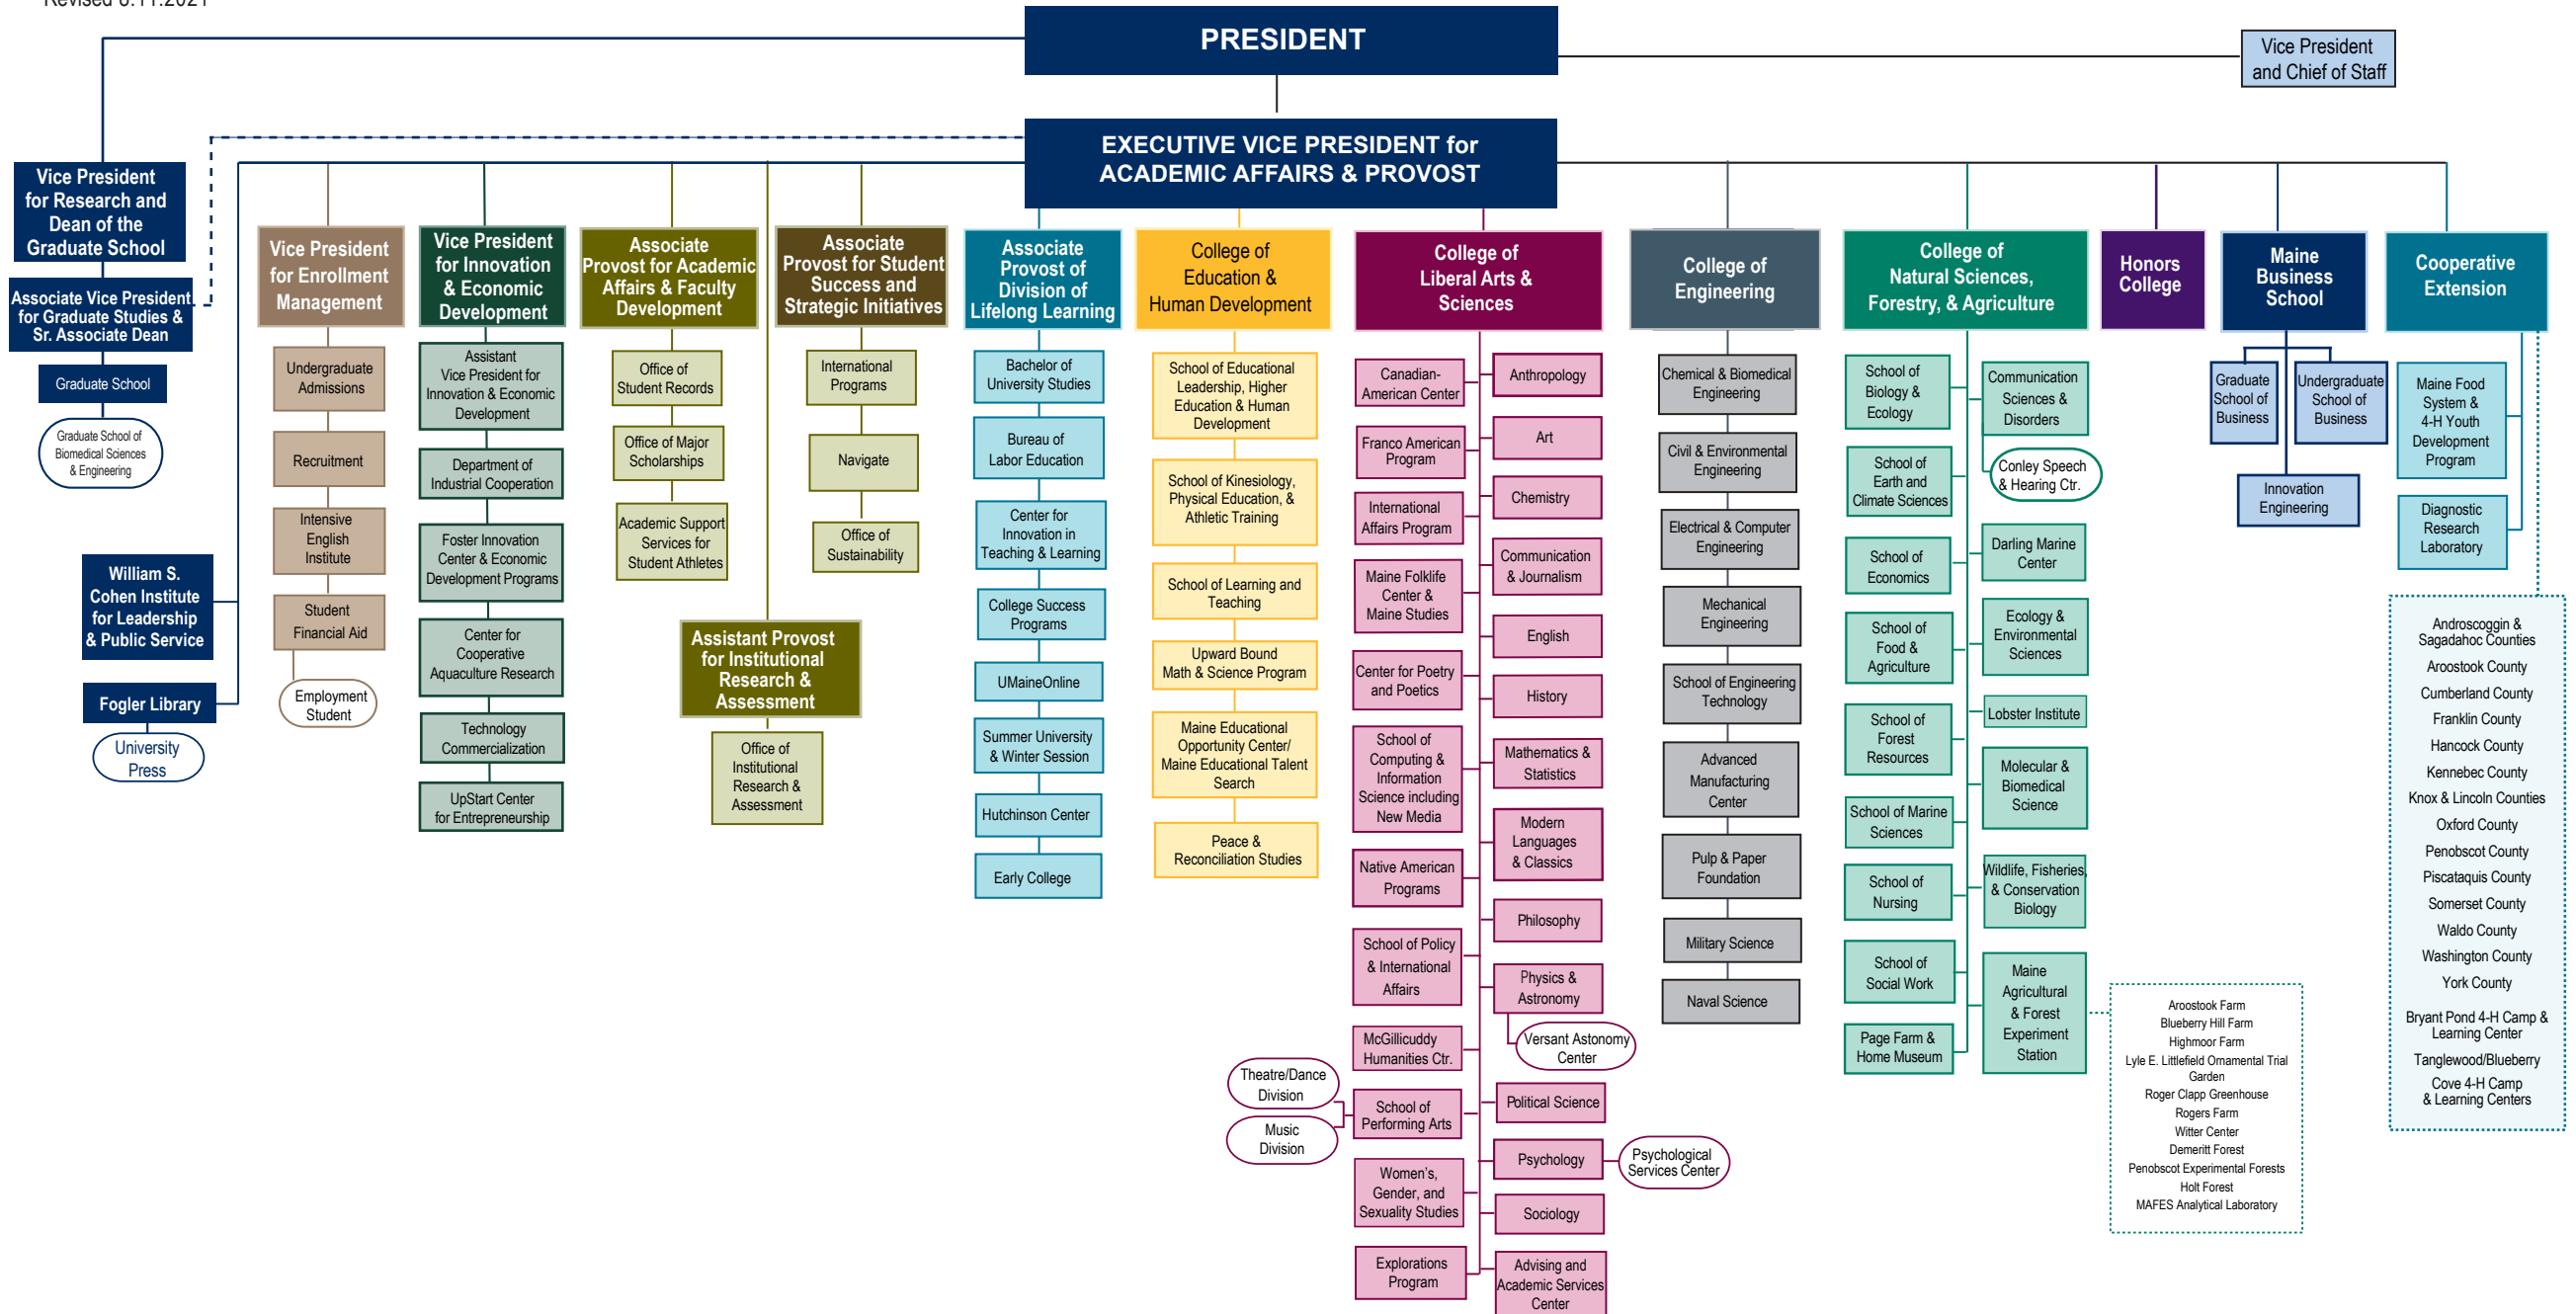 PRESIDENT
Vice President
and Chief of Staff
EXECUTIVE VICE PRESIDENT for
ACADEMIC AFFAIRS & PROVOST
Vice President
for Research and
Dean of the
Graduate School
Associate Vice President
for Graduate Studies &
Sr. Associate Dean
Graduate School
Graduate School of
Biomedical Sciences
& Engineering
William S.
Cohen Institute
for Leadership
& Public Service
Fogler Library
University
Press
Vice President
for Enrollment
Management
Undergraduate
Admissions
Recruitment
Intensive
English
Institute
Student
Financial Aid
Employment
Student
Vice President
for Innovation
& Economic
Development
Assistant
Vice President for
Innovation & Economic
Development
Department of
Industrial Cooperation
Foster Innovation
Center & Economic
Development Programs
Center for
Cooperative
Aquaculture Research
Technology
Commercialization
UpStart Center
for Entrepreneurship
Associate
Provost for Academic
Affairs & Faculty
Development
Office of
Student Records
Office of Major
Scholarships
Academic Support
Services for
Student Athletes
Assistant Provost
for Institutional
Research &
Assessment
Office of
Institutional
Research &
Assessment
Associate
Provost for Student
Success and
Strategic Initiatives
International
Programs
Navigate
Office of
Sustainability
Associate
Provost of
Division of
Lifelong Learning
Bachelor of
University Studies
Bureau of
Labor Education
Center for
Innovation in
Teaching & Learning
College Success
Programs
UMaineOnline
Summer University
& Winter Session
Hutchinson Center
Early College
College of
Education &
Human Development
School of Educational
Leadership, Higher
Education & Human
Development
School of Kinesiology,
Physical Education, &
Athletic Training
School of Learning and
Teaching
Upward Bound
Math & Science Program
Maine Educational
Opportunity Center/
Maine Educational Talent
Search
Peace &
Reconciliation Studies
College of
Liberal Arts &
Sciences
Canadian-
American Center
Franco American
Program
International
Affairs Program
Maine Folklife
Center &
Maine Studies
Center for Poetry
and Poetics
School of
Computing &
Information
Science including
New Media
Native American
Programs
School of Policy
& International
Affairs
McGillicuddy
Humanities Ctr.
Theatre/Dance
Division
Music
Division
School of
Performing Arts
Women's,
Gender, and
Sexuality Studies
Explorations
Program
Anthropology
Art
Chemistry
Communication
& Journalism
English
History
Mathematics &
Statistics
Modern
Languages
& Classics
Philosophy
Physics &
Astronomy
Versant Astonomy
Center
Political Science
Psychology
Psychological
Services Center
Sociology
Advising and
Academic Services
Center
College of
Engineering
Chemical & Biomedical
Engineering
Civil & Environmental
Engineering
Electrical & Computer
Engineering
Mechanical
Engineering
School of Engineering
Technology
Advanced
Manufacturing
Center
Pulp & Paper
Foundation
Military Science
Naval Science
College of
Natural Sciences,
Forestry, & Agriculture
School of
Biology &
Ecology
School of
Earth and
Climate Sciences
School of
Economics
School of
Food &
Agriculture
School of
Forest
Resources
School of Marine
Sciences
School of
Nursing
School of
Social Work
Page Farm &
Home Museum
Communication
Sciences &
Disorders
Conley Speech
& Hearing Ctr.
Darling Marine
Center
Ecology &
Environmental
Sciences
Lobster Institute
Molecular &
Biomedical
Science
Wildlife, Fisheries,
& Conservation
Biology
Maine
Agricultural
& Forest
Experiment
Station
Aroostook Farm
Blueberry Hill Farm
Highmoor Farm
Lyle E. Littlefield Ornamental Trial
Garden
Roger Clapp Greenhouse
Rogers Farm
Witter Center
Demeritt Forest
Penobscot Experimental Forests
Holt Forest
MAFES Analytical Laboratory
Honors
College
Maine
Business
School
Graduate
School of
Business
Undergraduate
School of
Business
Innovation
Engineering
Cooperative
Extension
Maine Food
System &
4-H Youth
Development
Program
Diagnostic
Research
Laboratory
Androscoggin &
Sagadahoc Counties
Aroostook County
Cumberland County
Franklin County
Hancock County
Kennebec County
Knox & Lincoln Counties
Oxford County
Penobscot County
Piscataquis County
Somerset County
Waldo County
Washington County
York County
Bryant Pond 4-H Camp &
Learning Center
Tanglewood/Blueberry
Cove 4-H Camp
& Learning Centers